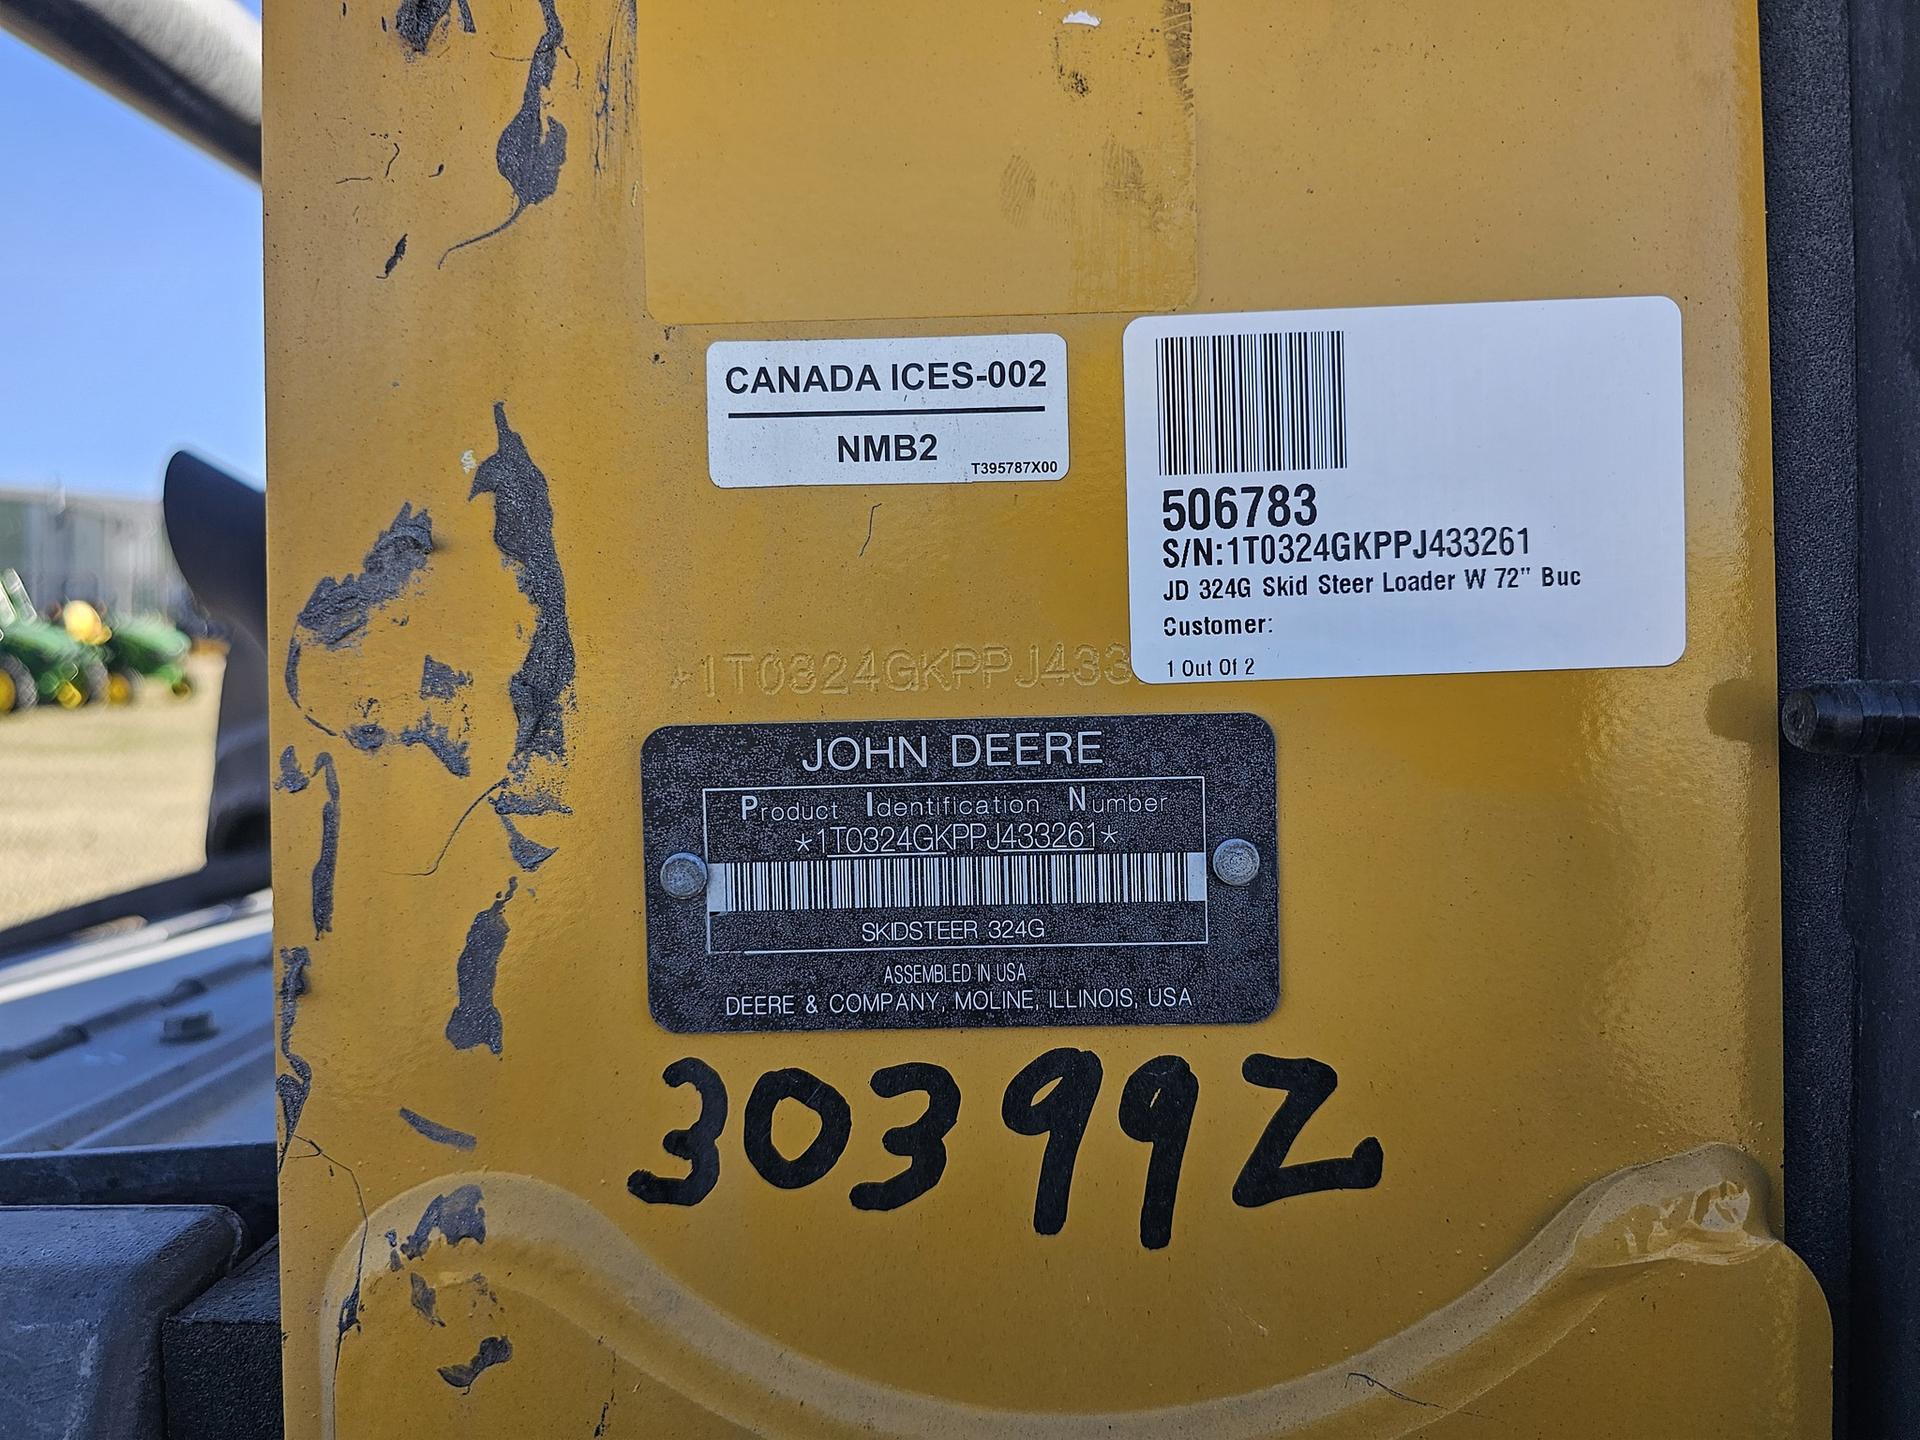 CANADA ICES-002
NMB2
T395787X00
506783
S/N:1T0324GKPPJ433261
JD 324G Skid Steer Loader W 72" Buc
Customer:
1 Out Of 2
*1T0324GKPPJ433
JOHN DEERE
Product Identification Number
*1T0324GKPPJ433261*
SKIDSTEER 324G
ASSEMBLED IN USA
DEERE & COMPANY, MOLINE, ILLINOIS, USA
303992